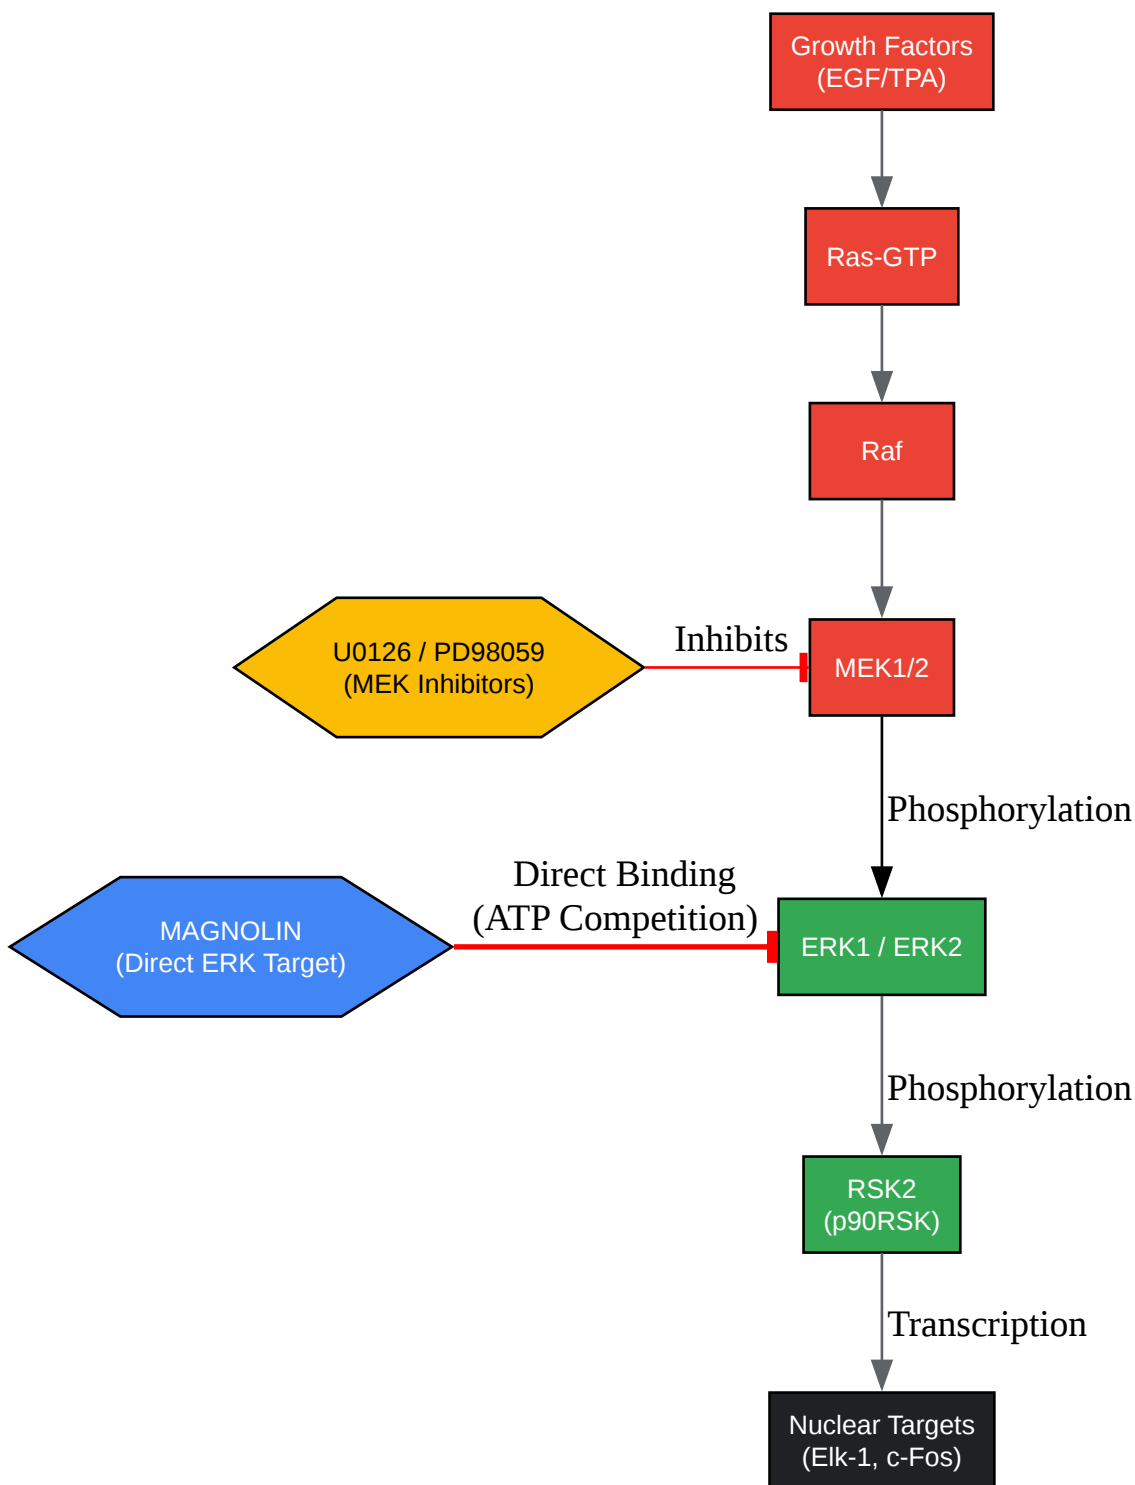 Growth Factors
(EGF/TPA)
Ras-GTP
Raf
U0126 / PD98059
(MEK Inhibitors)
Inhibits
MEK1/2
Phosphorylation
MAGNOLIN
(Direct ERK Target)
Direct Binding
(ATP Competition)
ERK1 / ERK2
Phosphorylation
RSK2
(p90RSK)
Transcription
Nuclear Targets
(Elk-1, c-Fos)